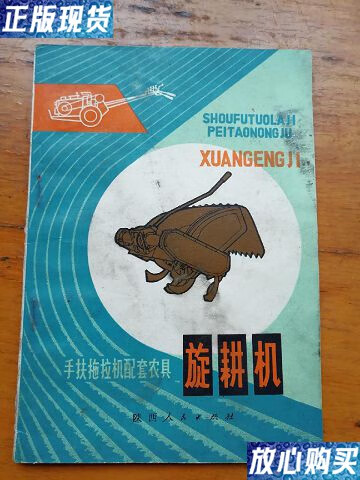 正版现货
SHOUFUTUOLAJI
PEITAONONGJU
XUANGENGJI
手扶拖拉机配套农具
旋耕机
陕西人民出版社
放心购买